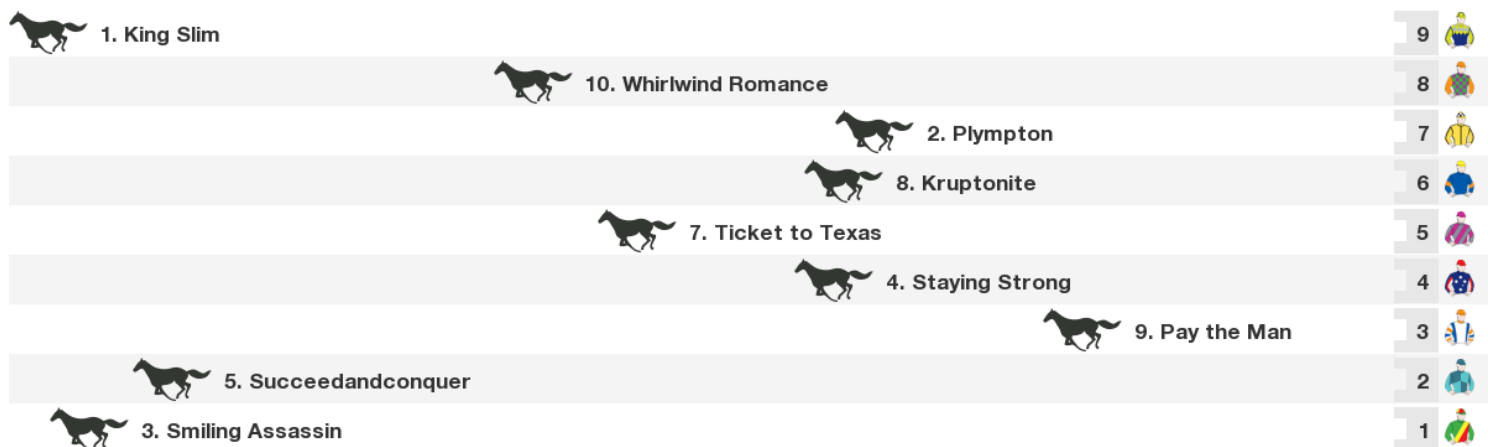 1. King Slim 9
10. Whirlwind Romance 8
2. Plympton 7
8. Kruptonite 6
7. Ticket to Texas 5
4. Staying Strong 4
9. Pay the Man 3
5. Succeedandconquer 2
3. Smiling Assassin 1